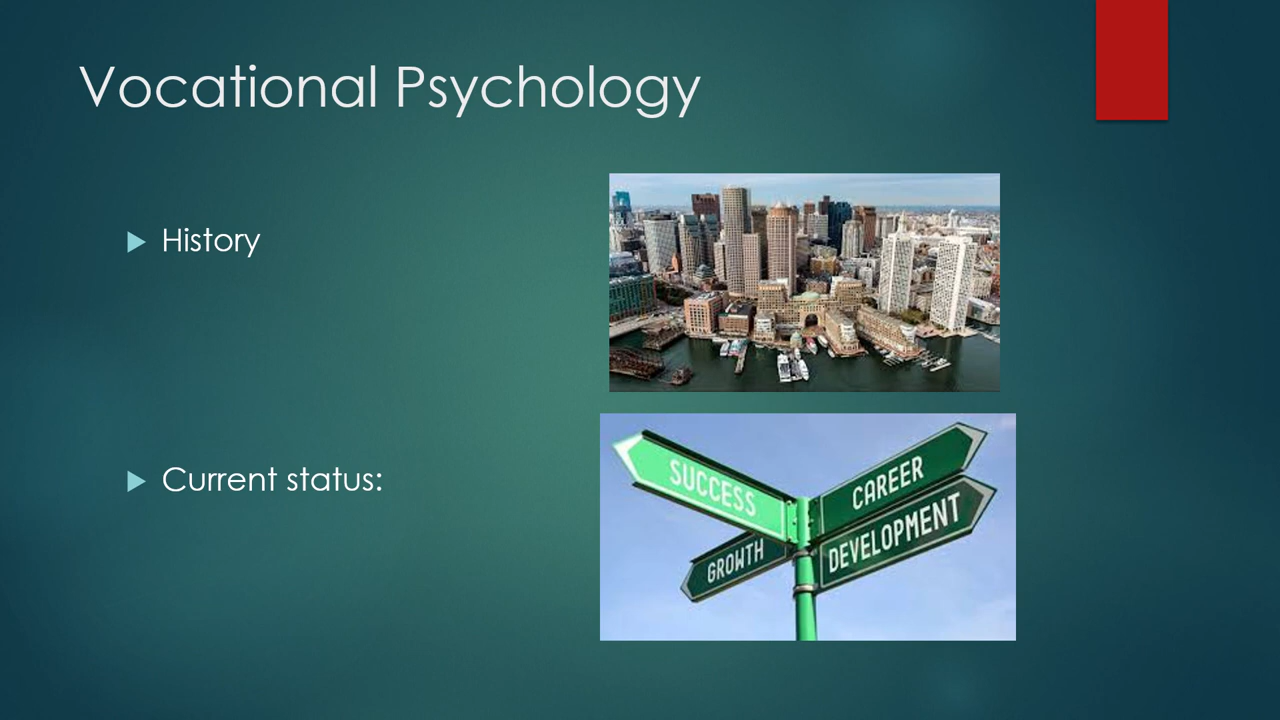 Vocational Psychology
History
Current status:
SUCCESS
CAREER
GROWTH
DEVELOPMENT